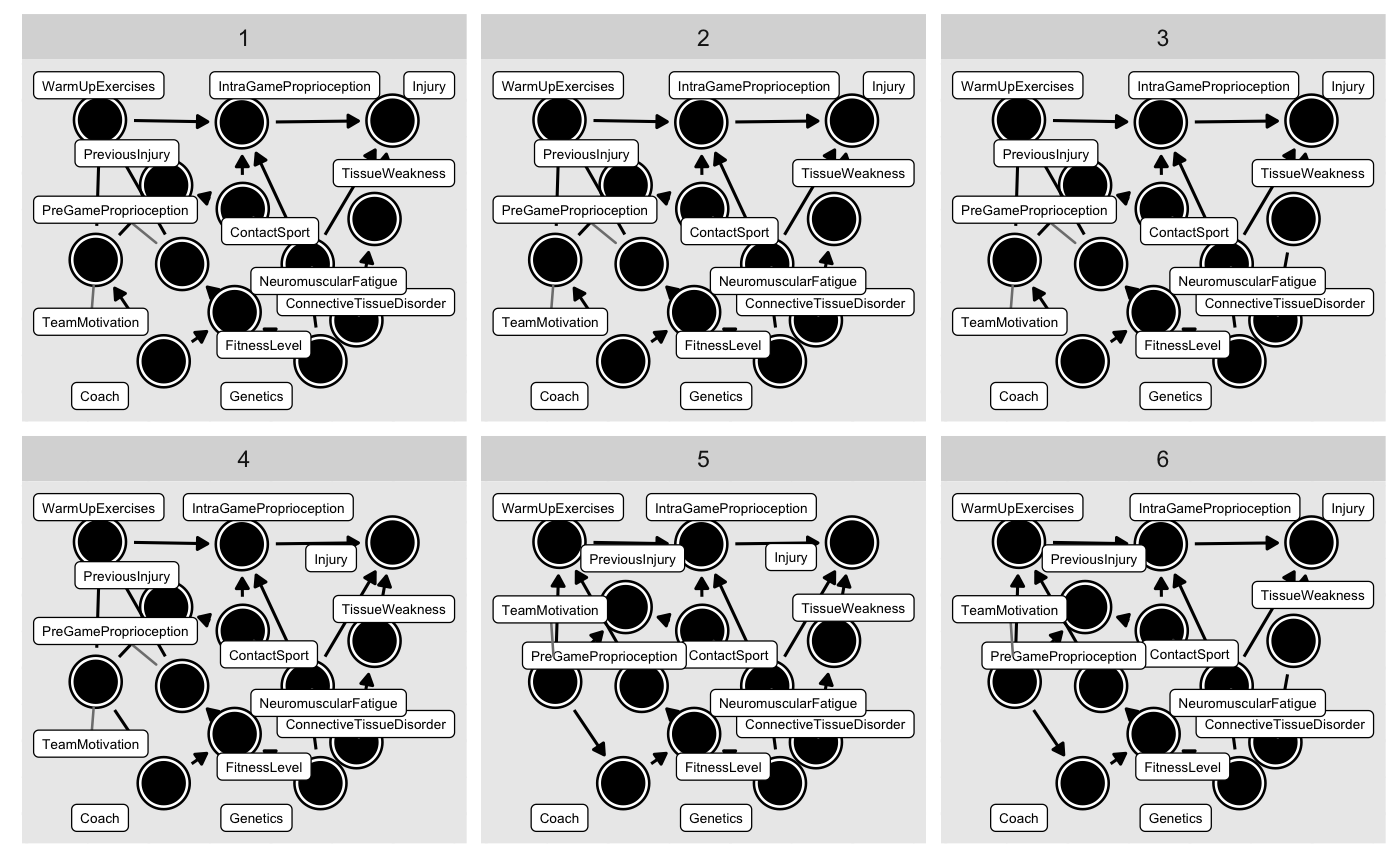 1
WarmUpExercises
IntraGameProprioception
Injury
PreviousInjury
TissueWeakness
PreGameProprioception
ContactSport
NeuromuscularFatigue
ConnectiveTissueDisorder
TeamMotivation
FitnessLevel
Coach
Genetics
2
WarmUpExercises
IntraGameProprioception
Injury
PreviousInjury
TissueWeakness
PreGameProprioception
ContactSport
NeuromuscularFatigue
ConnectiveTissueDisorder
TeamMotivation
FitnessLevel
Coach
Genetics
3
WarmUpExercises
IntraGameProprioception
Injury
PreviousInjury
TissueWeakness
PreGameProprioception
ContactSport
NeuromuscularFatigue
ConnectiveTissueDisorder
TeamMotivation
FitnessLevel
Coach
Genetics
4
WarmUpExercises
IntraGameProprioception
Injury
PreviousInjury
TissueWeakness
PreGameProprioception
ContactSport
NeuromuscularFatigue
ConnectiveTissueDisorder
TeamMotivation
FitnessLevel
Coach
Genetics
5
WarmUpExercises
IntraGameProprioception
PreviousInjury
Injury
TeamMotivation
TissueWeakness
PreGameProprioception
ContactSport
NeuromuscularFatigue
ConnectiveTissueDisorder
FitnessLevel
Coach
Genetics
6
WarmUpExercises
IntraGameProprioception
Injury
PreviousInjury
TissueWeakness
TeamMotivation
PreGameProprioception
ContactSport
NeuromuscularFatigue
ConnectiveTissueDisorder
FitnessLevel
Coach
Genetics